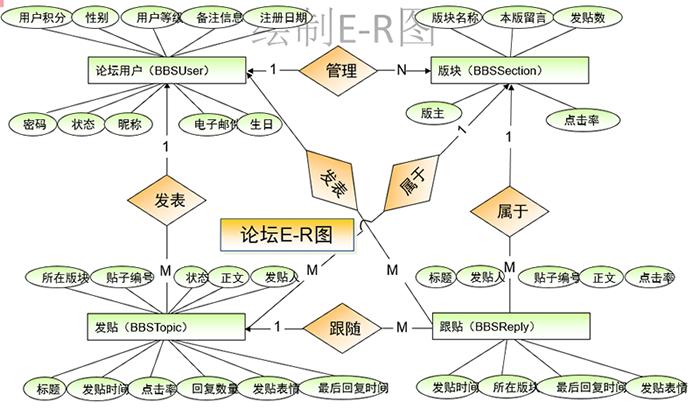 绘制E-R图
用户积分 性别 用户等级 备注信息 注册日期
版块名称 本版留言 发贴数
论坛用户（BBSUser） 1 管理 N 版块（BBSSection）
密码 状态 昵称 电子邮件 生日
版主 点击率
1 1 1
发表 发表 属于 属于
论坛E-R图
M M M M
所在版块 贴子编号 状态 正文 发贴人
标题 发贴人 贴子编号 正文 点击率
发贴（BBSTopic） 1 跟随 M 跟贴（BBSReply）
标题 发贴时间 点击率 回复数量 发贴表情 最后回复时间
发贴时间 所在版块 最后回复时间 发贴表情